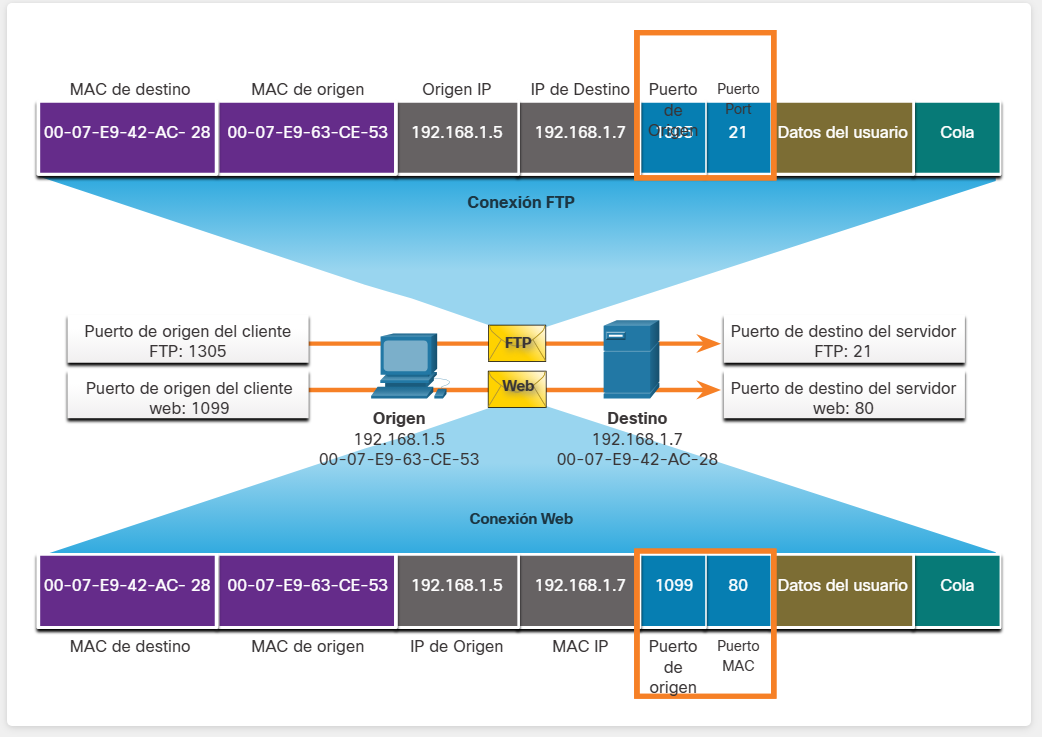 MAC de destino
MAC de origen
Origen IP
IP de Destino
Puerto
de
Origen
Puerto
Port
00-07-E9-42-AC- 28
00-07-E9-63-CE-53
192.168.1.5
192.168.1.7
1305
21
Datos del usuario
Cola
Conexión FTP
Puerto de origen del cliente
FTP: 1305
FTP
Puerto de destino del servidor
FTP: 21
Puerto de origen del cliente
web: 1099
Web
Puerto de destino del servidor
web: 80
Origen
192.168.1.5
00-07-E9-63-CE-53
Destino
192.168.1.7
00-07-E9-42-AC-28
Conexión Web
00-07-E9-42-AC- 28
00-07-E9-63-CE-53
192.168.1.5
192.168.1.7
1099
80
Datos del usuario
Cola
MAC de destino
MAC de origen
IP de Origen
MAC IP
Puerto
de
origen
Puerto
MAC